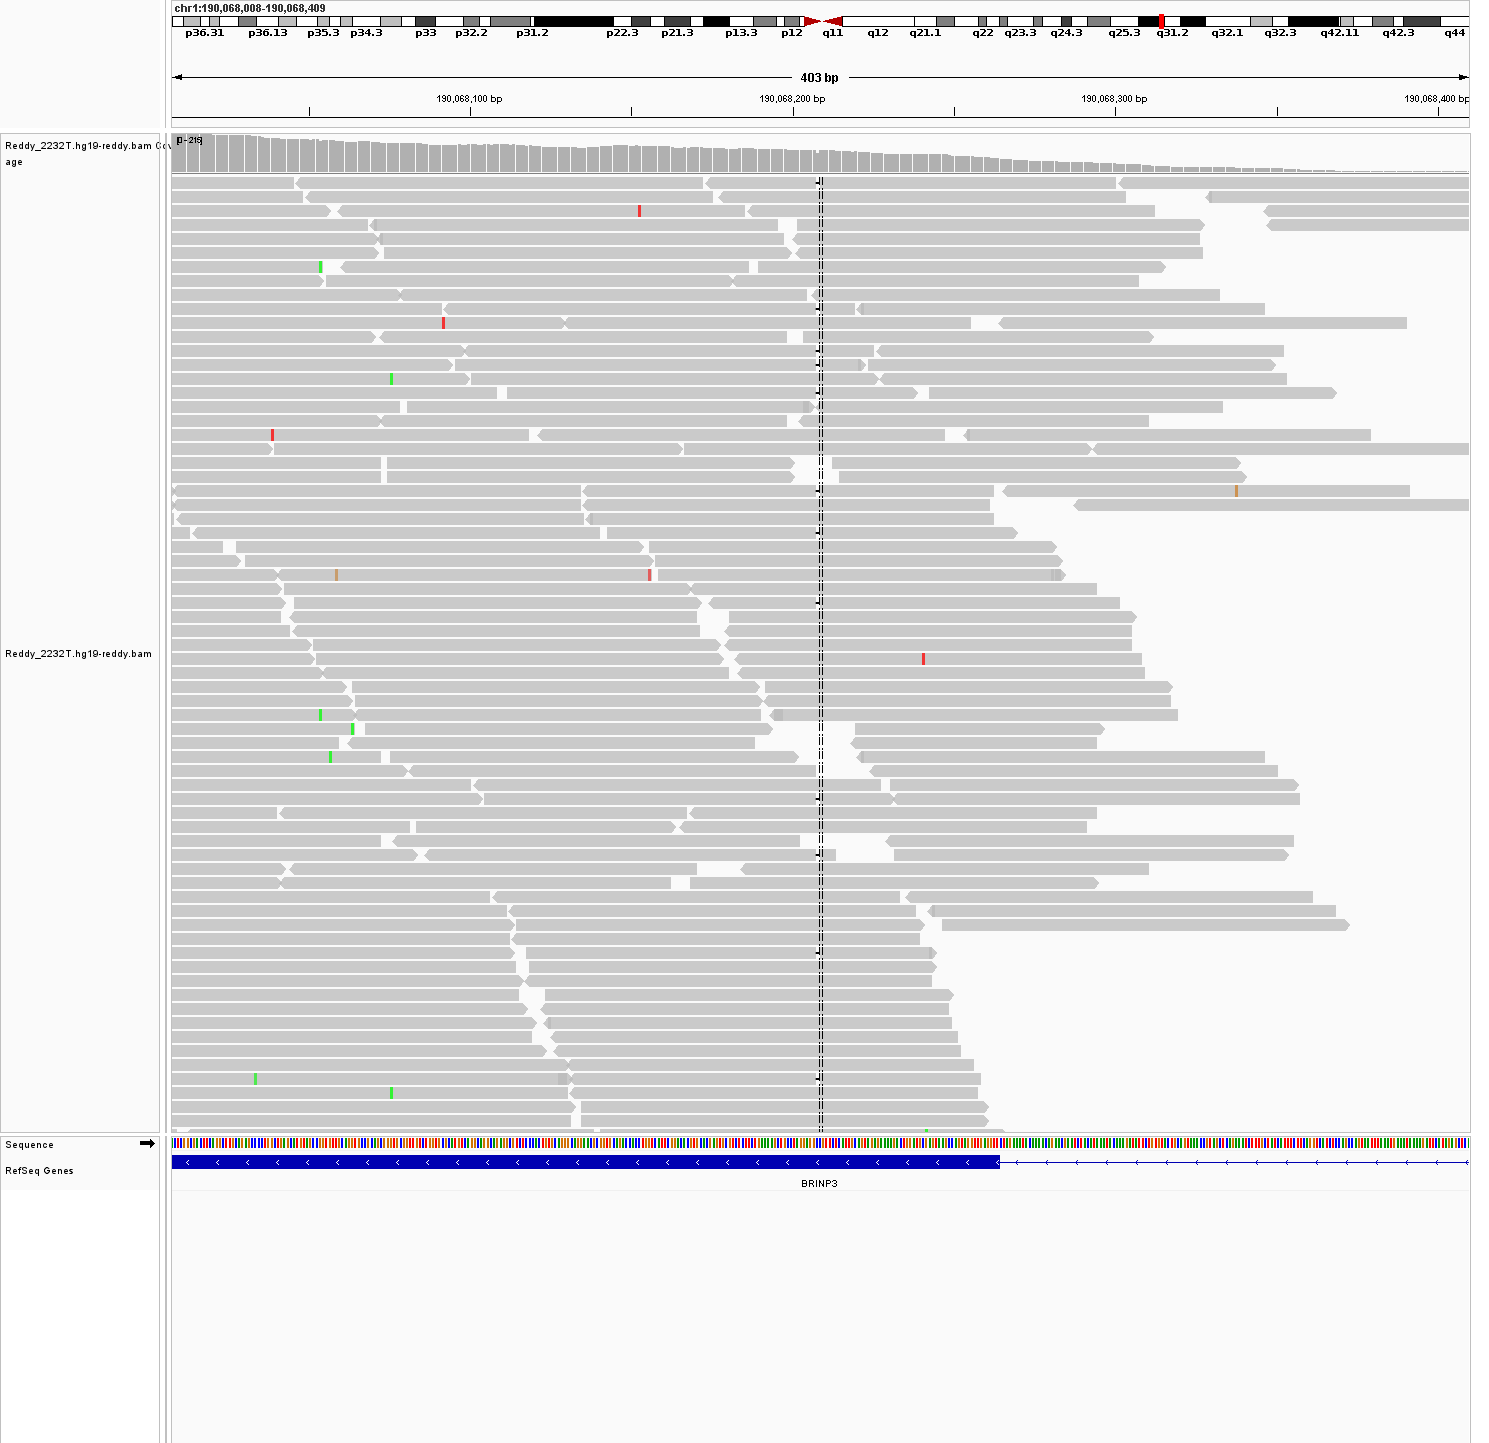 chr1:190,068,008-190,068,409
p36.31 p36.13 p35.3 p34.3 p33 p32.2 p31.2 p22.3 p21.3 p13.3 p12 q11 q12 q21.1 q22 q23.3 q24.3 q25.3 q31.2 q32.1 q32.3 q42.11 q42.3 q44
403 bp
190,068,100 bp 190,068,200 bp 190,068,300 bp 190,068,400 bp
Reddy_2232T.hg19-reddy.bam Cov
age
[0 - 215]
Reddy_2232T.hg19-reddy.bam
Sequence
RefSeq Genes
BRINP3